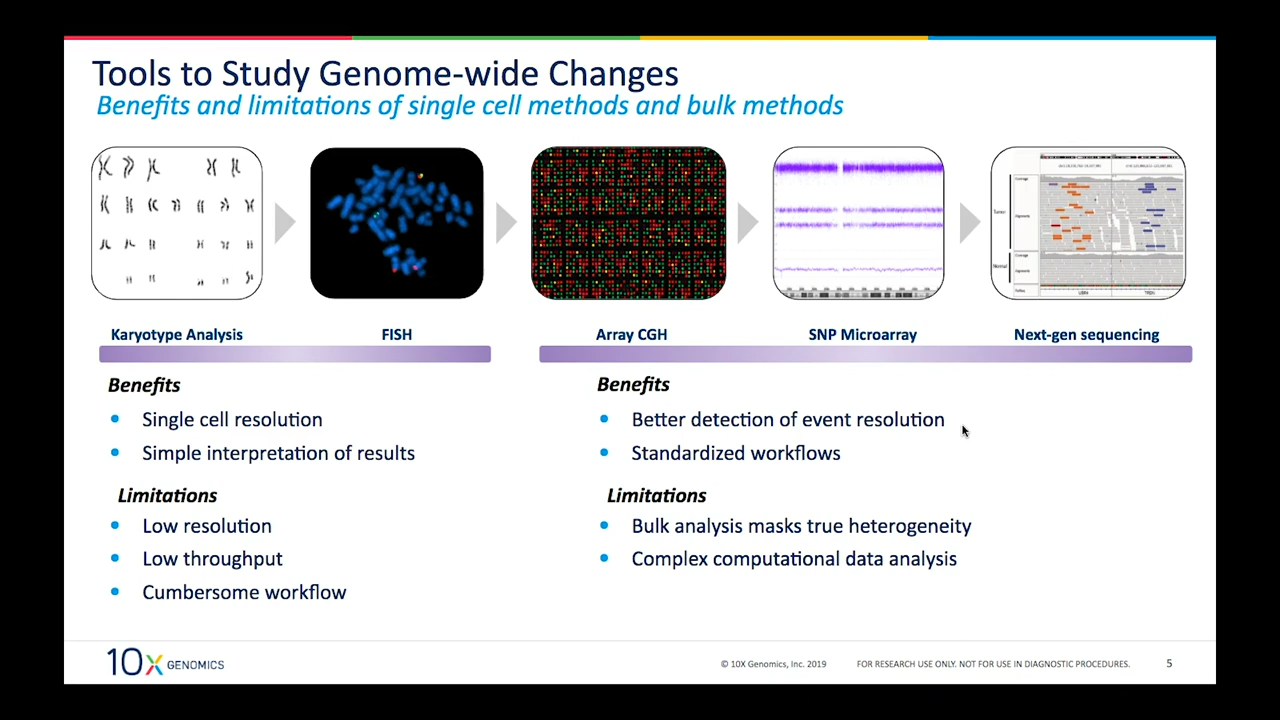 Tools to Study Genome-wide Changes
Benefits and limitations of single cell methods and bulk methods
Karyotype Analysis
FISH
Array CGH
SNP Microarray
Next-gen sequencing
Benefits
• Single cell resolution
• Simple interpretation of results
Limitations
• Low resolution
• Low throughput
• Cumbersome workflow
Benefits
• Better detection of event resolution
• Standardized workflows
Limitations
• Bulk analysis masks true heterogeneity
• Complex computational data analysis
10X GENOMICS
© 10X Genomics, Inc. 2019
FOR RESEARCH USE ONLY. NOT FOR USE IN DIAGNOSTIC PROCEDURES.
5